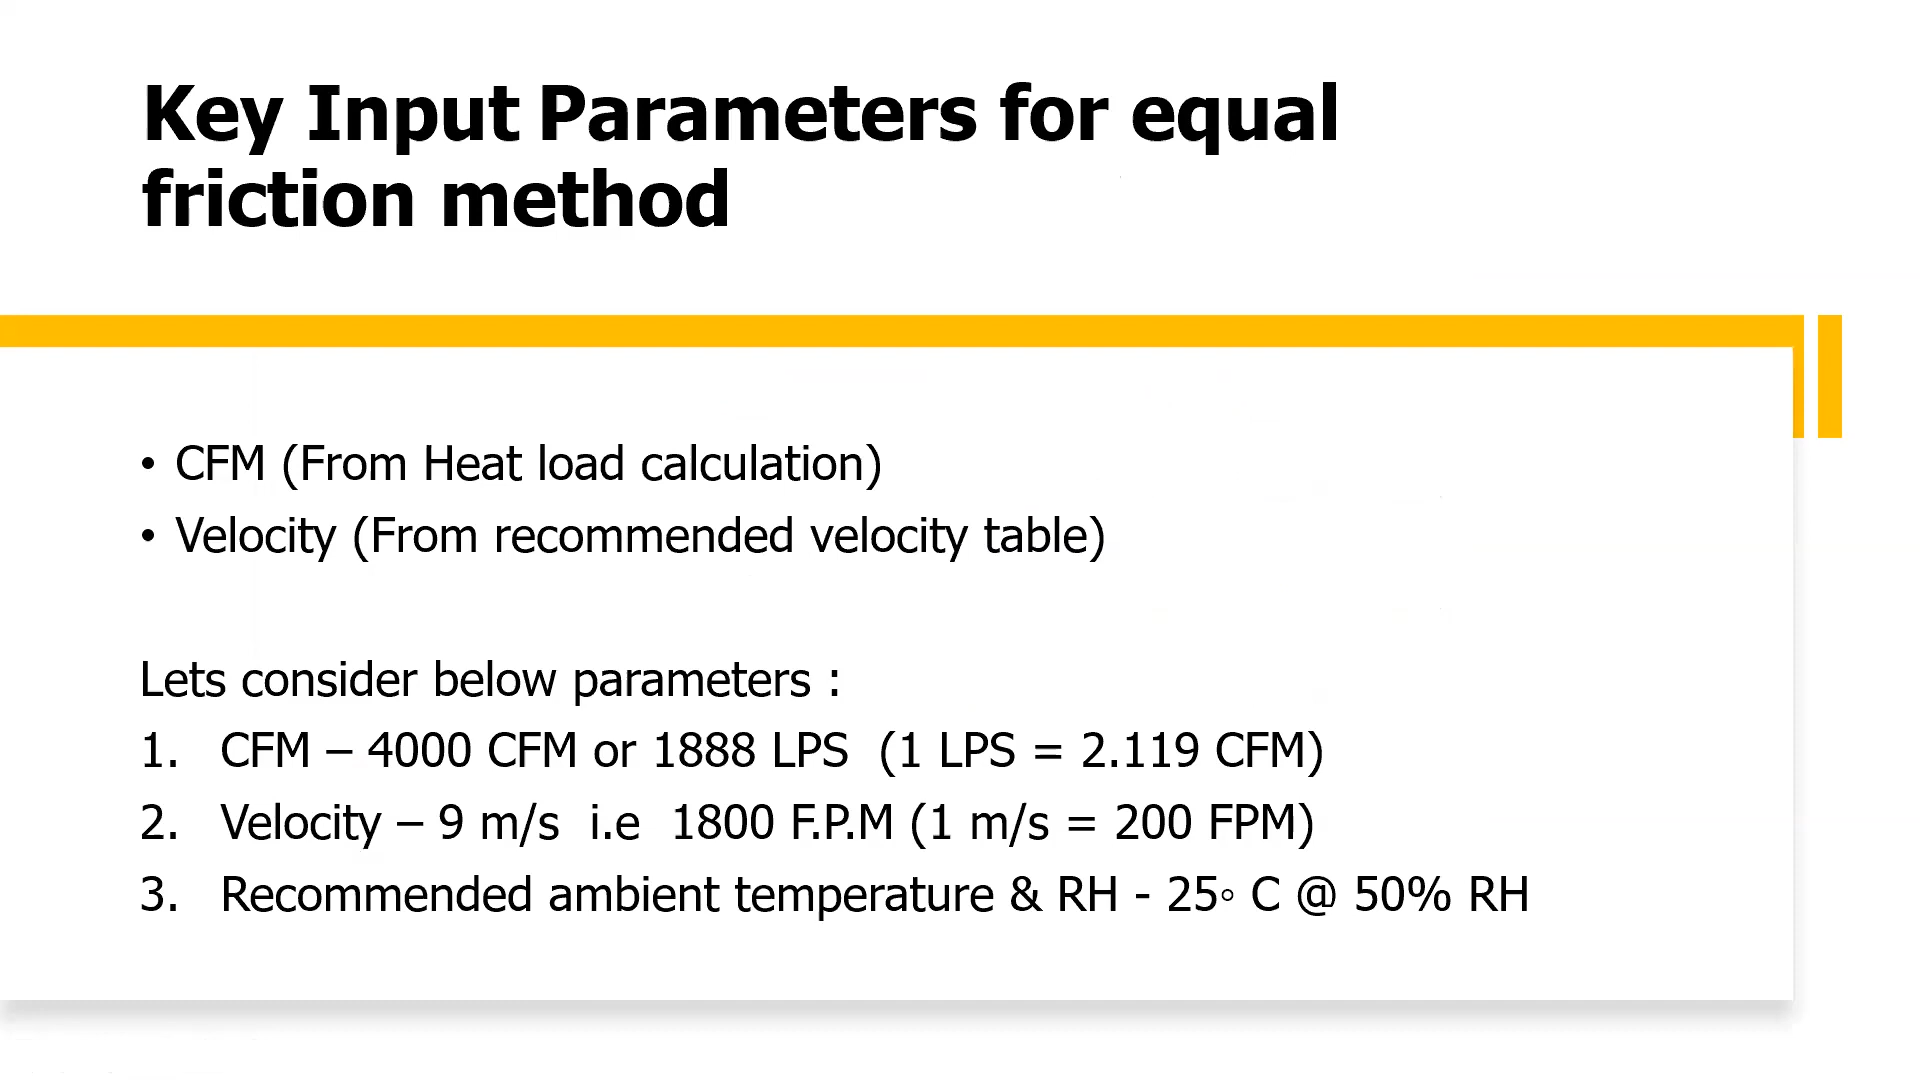 Key Input Parameters for equal
friction method
• CFM (From Heat load calculation)
• Velocity (From recommended velocity table)
Lets consider below parameters :
1. CFM – 4000 CFM or 1888 LPS (1 LPS = 2.119 CFM)
2. Velocity – 9 m/s i.e 1800 F.P.M (1 m/s = 200 FPM)
3. Recommended ambient temperature & RH - 25◦ C @ 50% RH